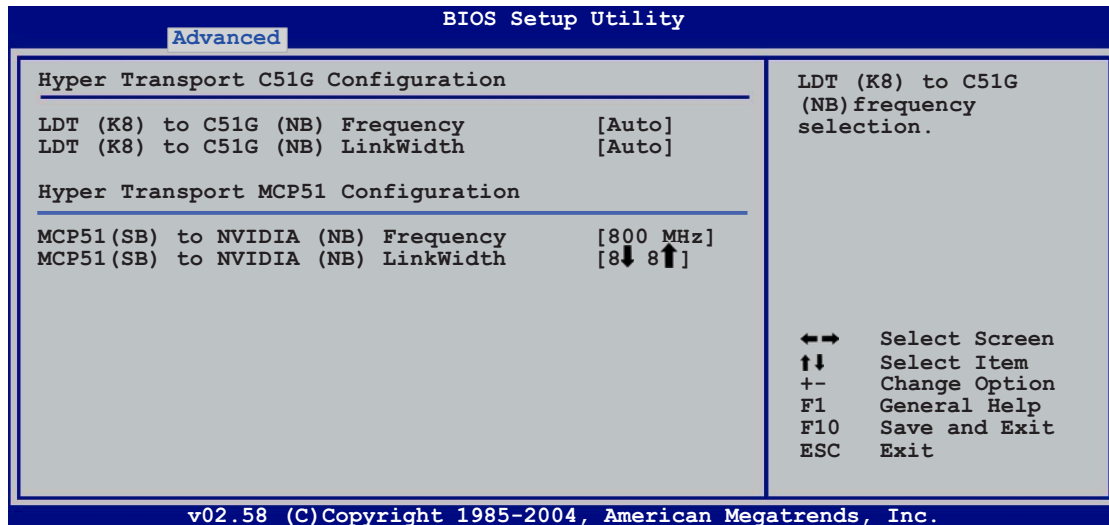 BIOS Setup Utility
Advanced
Hyper Transport C51G Configuration
LDT (K8) to C51G (NB) Frequency [Auto]
LDT (K8) to C51G (NB) LinkWidth [Auto]
Hyper Transport MCP51 Configuration
MCP51(SB) to NVIDIA (NB) Frequency [800 MHz]
MCP51(SB) to NVIDIA (NB) LinkWidth [8⬇ 8⬆]
LDT (K8) to C51G
(NB)frequency
selection.
←→ Select Screen
↑↓ Select Item
+- Change Option
F1 General Help
F10 Save and Exit
ESC Exit
v02.58 (C)Copyright 1985-2004, American Megatrends, Inc.